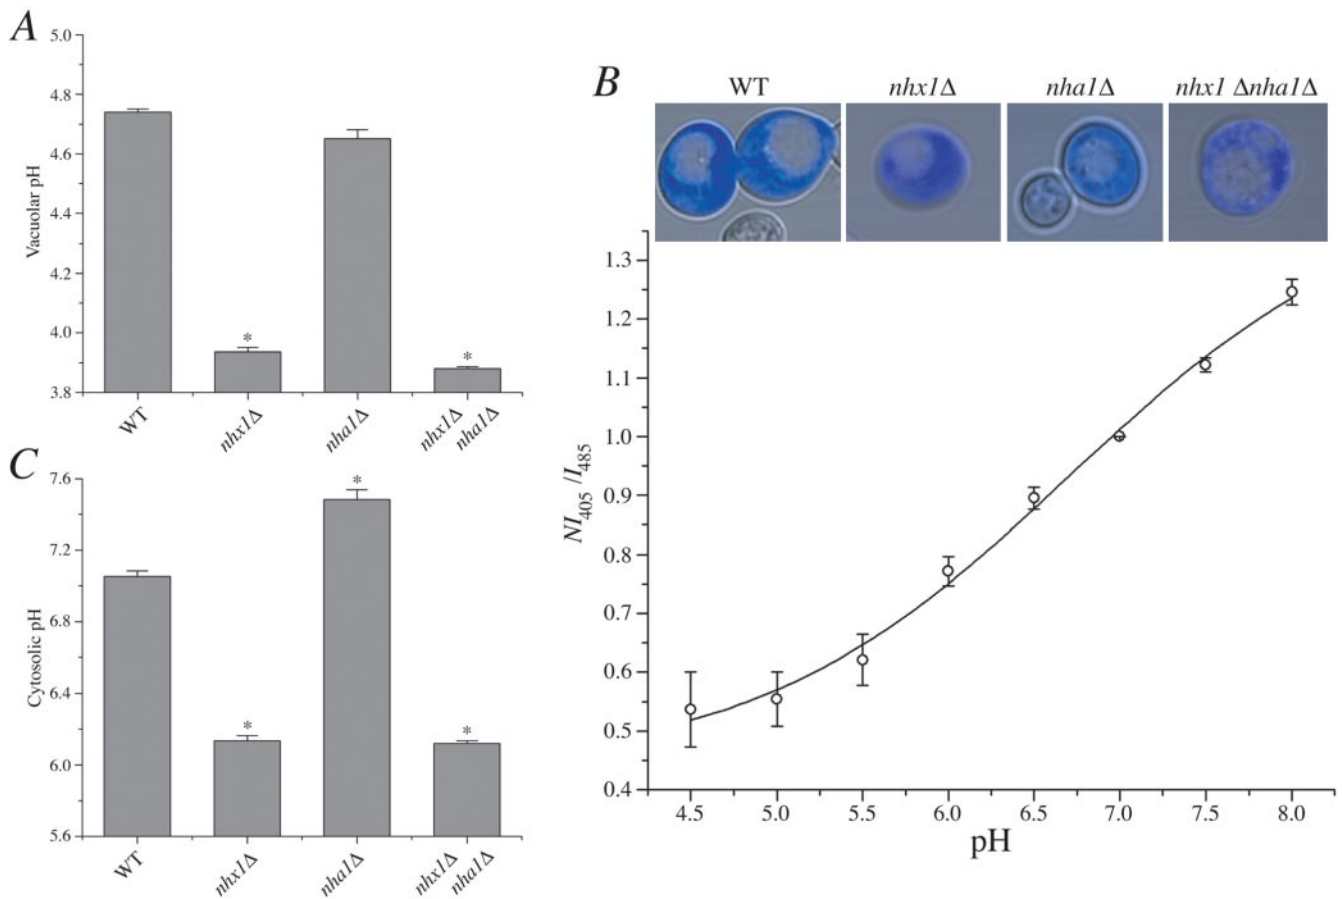 A
5.0
4.8
4.6
4.4
4.2
4.0
3.8
Vacuolar pH
*
*
WT
nhx1Δ
nha1Δ
nhx1Δ
nha1Δ
B
WT
nhx1Δ
nha1Δ
nhx1 Δnha1Δ
1.3
1.2
1.1
1.0
0.9
0.8
0.7
0.6
0.5
0.4
NI405 /I485
4.5 5.0 5.5 6.0 6.5 7.0 7.5 8.0
pH
C
7.6
7.2
6.8
6.4
6.0
5.6
Cytosolic pH
*
*
*
WT
nhx1Δ
nha1Δ
nhx1Δ
nha1Δ